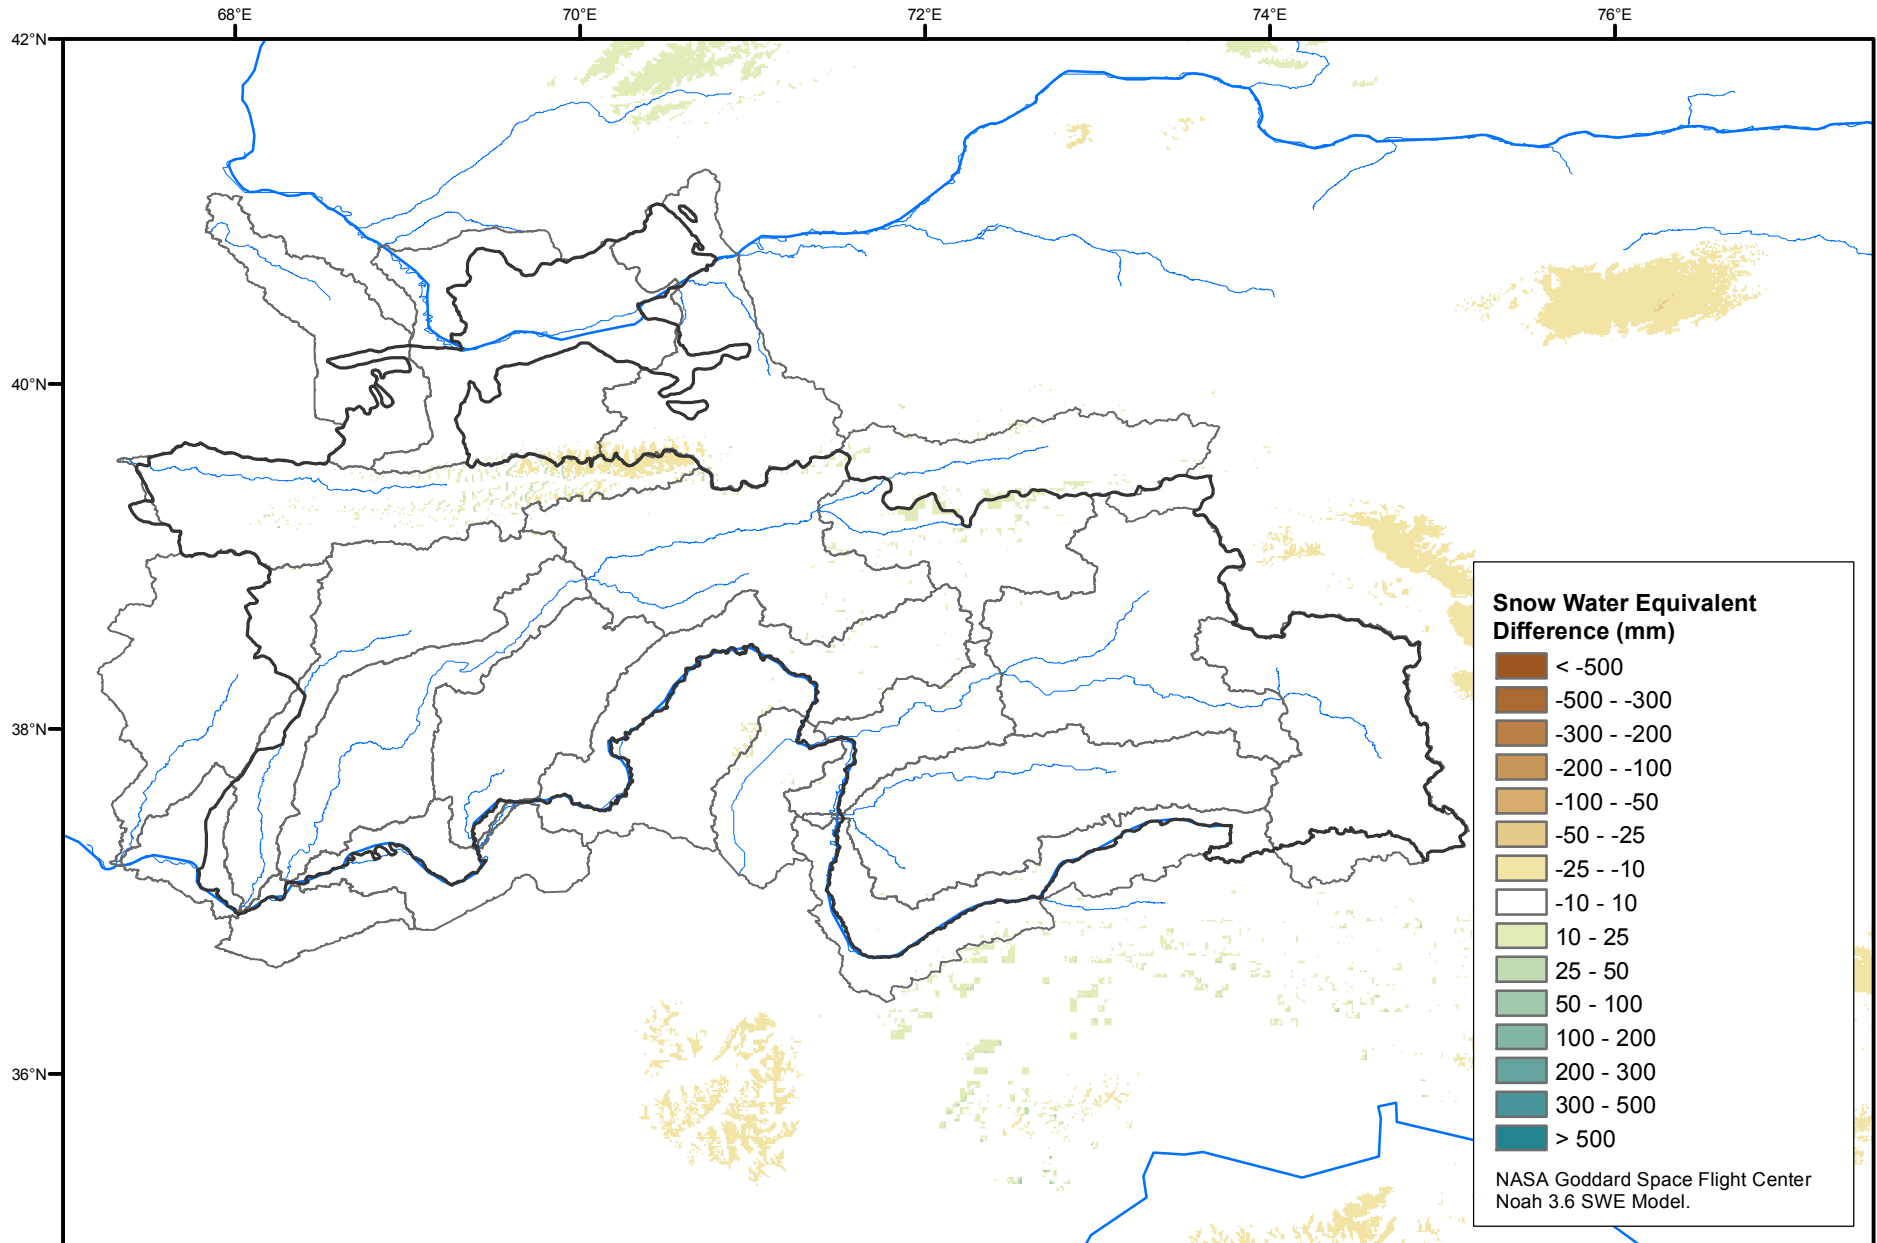 68°E
70°E
72°E
74°E
76°E
42°N
40°N
38°N
36°N
Snow Water Equivalent
Difference (mm)
< -500
-500 - -300
-300 - -200
-200 - -100
-100 - -50
-50 - -25
-25 - -10
-10 - 10
10 - 25
25 - 50
50 - 100
100 - 200
200 - 300
300 - 500
> 500
NASA Goddard Space Flight Center
Noah 3.6 SWE Model.